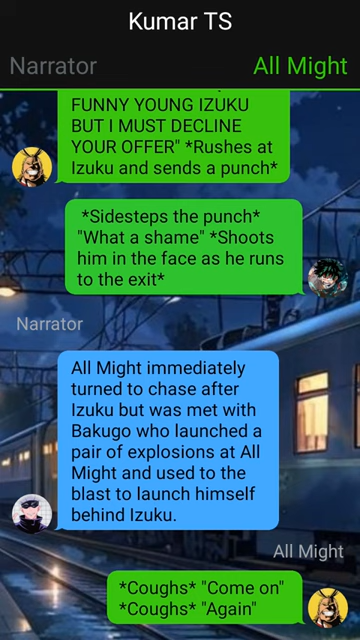 Kumar TS
Narrator
All Might
FUNNY YOUNG IZUKU
BUT I MUST DECLINE
YOUR OFFER" *Rushes at
Izuku and sends a punch*
*Sidesteps the punch*
"What a shame" *Shoots
him in the face as he runs
to the exit*
Narrator
All Might immediately
turned to chase after
Izuku but was met with
Bakugo who launched a
pair of explosions at All
Might and used to the
blast to launch himself
behind Izuku.
All Might
*Coughs* "Come on"
*Coughs* "Again"